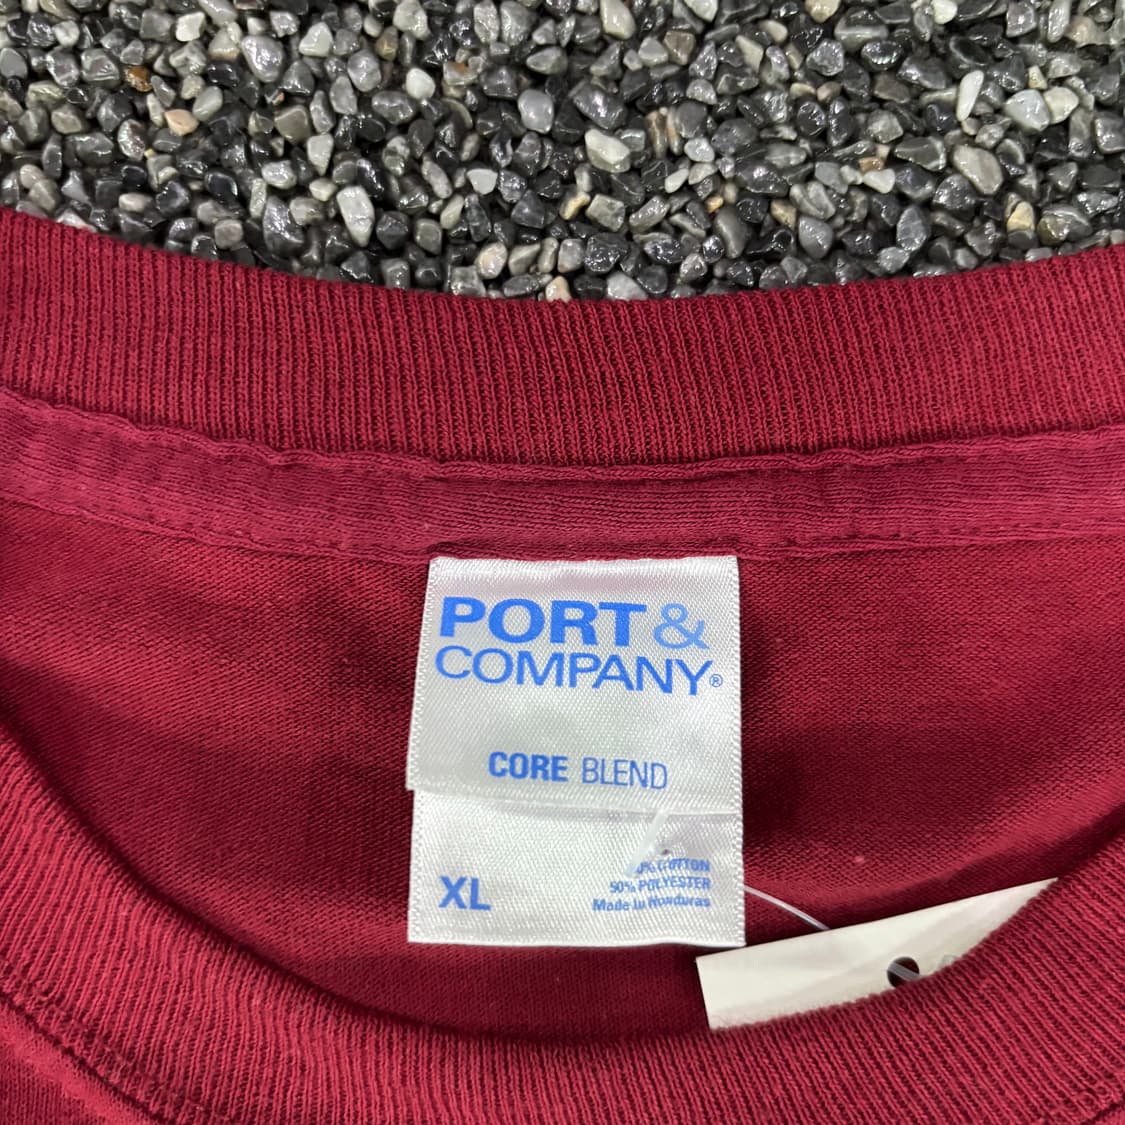 PORT &
COMPANY®
CORE BLEND
XL
% COTTON
50% POLYESTER
Made In Honduras